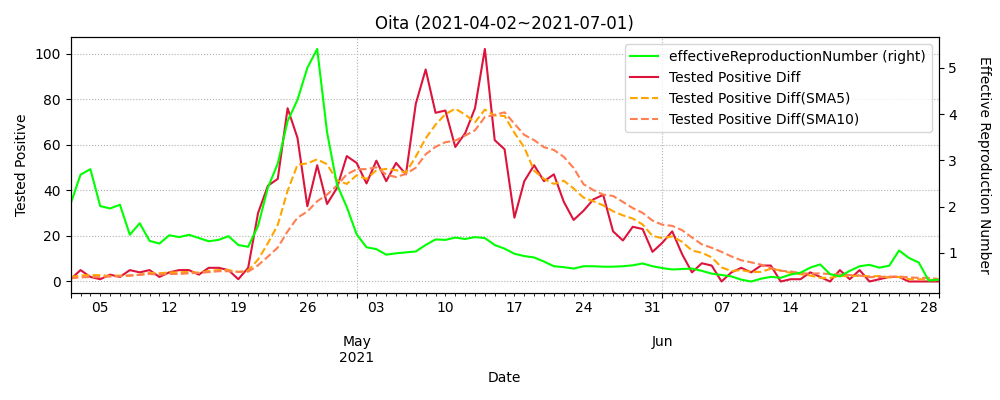 Oita (2021-04-02~2021-07-01)
effectiveReproductionNumber (right)
Tested Positive Diff
Tested Positive Diff(SMA5)
Tested Positive Diff(SMA10)
Tested Positive
100
80
60
40
20
0
Effective Reproduction Number
5
4
3
2
1
05 12 19 26 03 10 17 24 31 07 14 21 28
May Jun
2021
Date